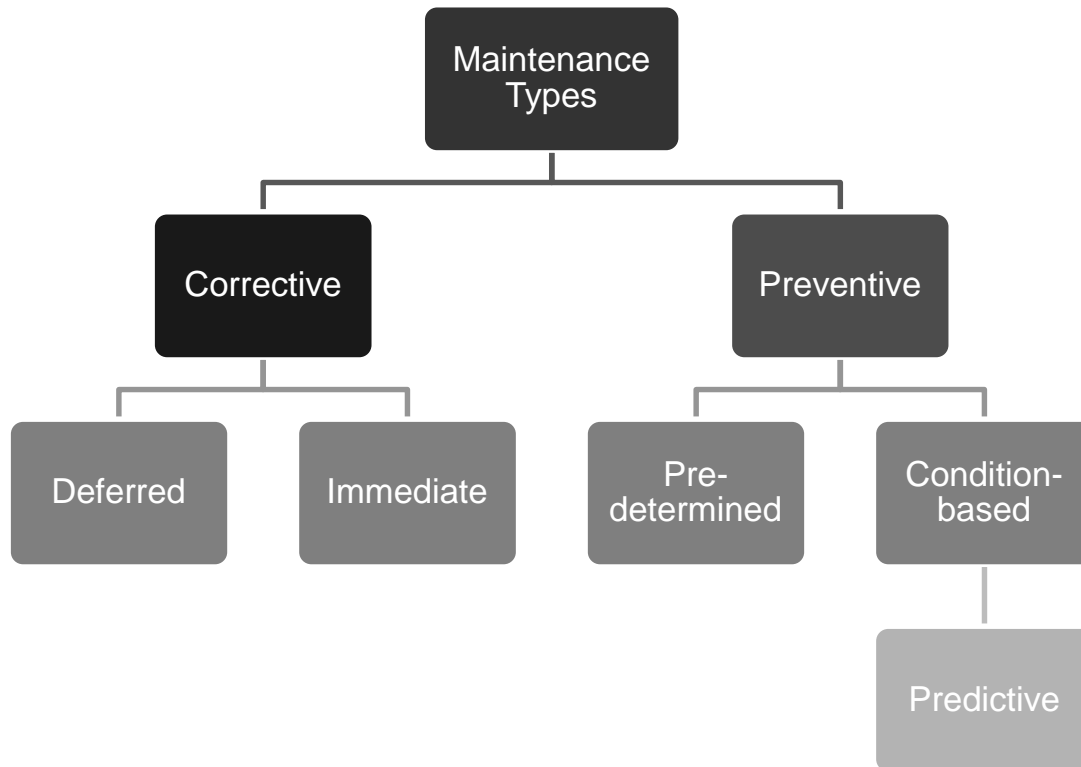 Maintenance
Types
Corrective
Preventive
Deferred
Immediate
Pre-
determined
Condition-
based
Predictive